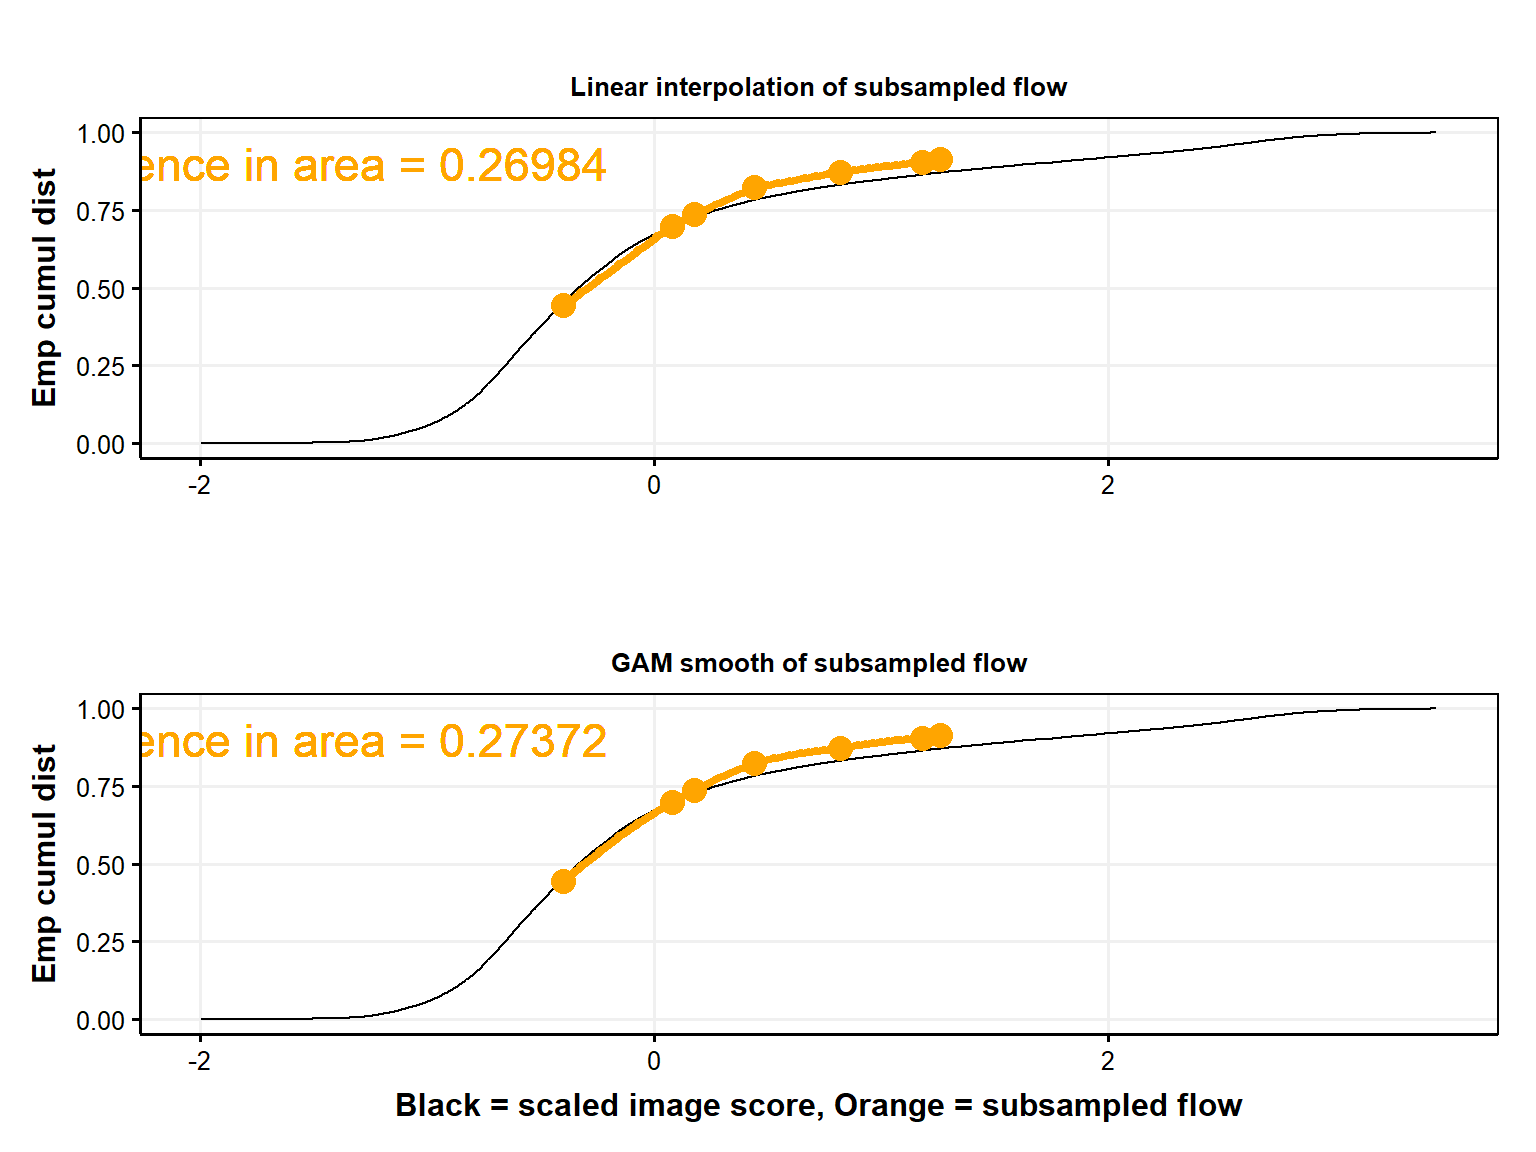 Linear interpolation of subsampled flow
1.00
0.75
0.50
0.25
0.00
Emp cumul dist
ence in area = 0.26984
-2 0 2
GAM smooth of subsampled flow
1.00
0.75
0.50
0.25
0.00
Emp cumul dist
ence in area = 0.27372
-2 0 2
Black = scaled image score, Orange = subsampled flow